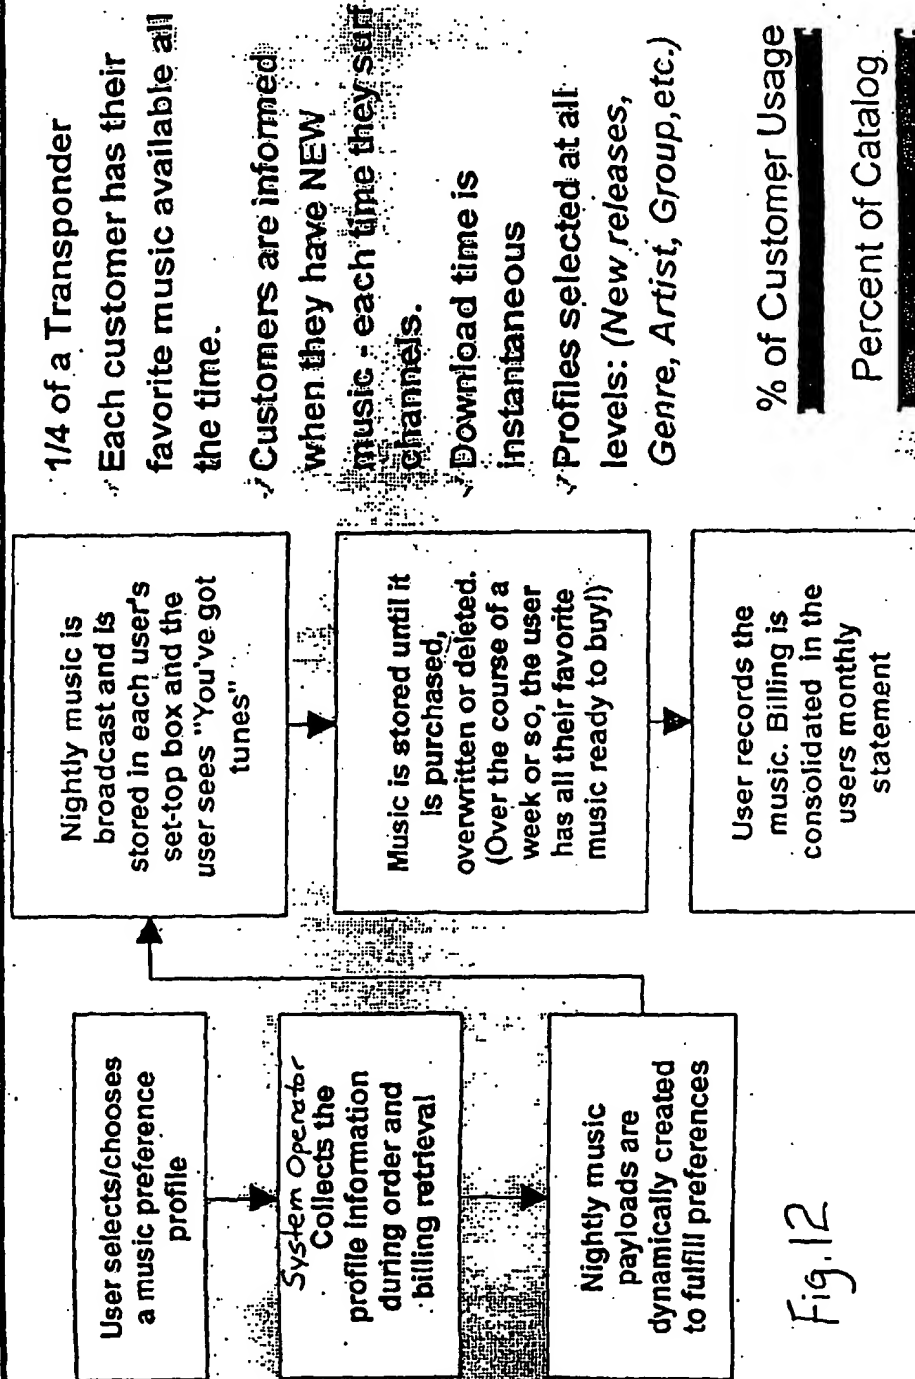 User selects/chooses
a music preference
profile
System Operator
Collects the
profile information
during order and
billing retrieval
Nightly music
payloads are
dynamically created
to fulfill preferences
Nightly music is
broadcast and is
stored in each user's
set-top box and the
user sees "You've got
tunes"
Music is stored until it
is purchased,
overwritten or deleted.
(Over the course of a
week or so, the user
has all their favorite
music ready to buy!)
User records the
music. Billing is
consolidated in the
users monthly
statement
1/4 of a Transponder
Each customer has their
favorite music available all
the time.
Customers are informed
when they have NEW
music - each time they surf
channels.
Download time is
instantaneous
Profiles selected at all
levels: (New releases,
Genre, Artist, Group,etc.)
% of Customer Usage
Percent of Catalog
Fig.12